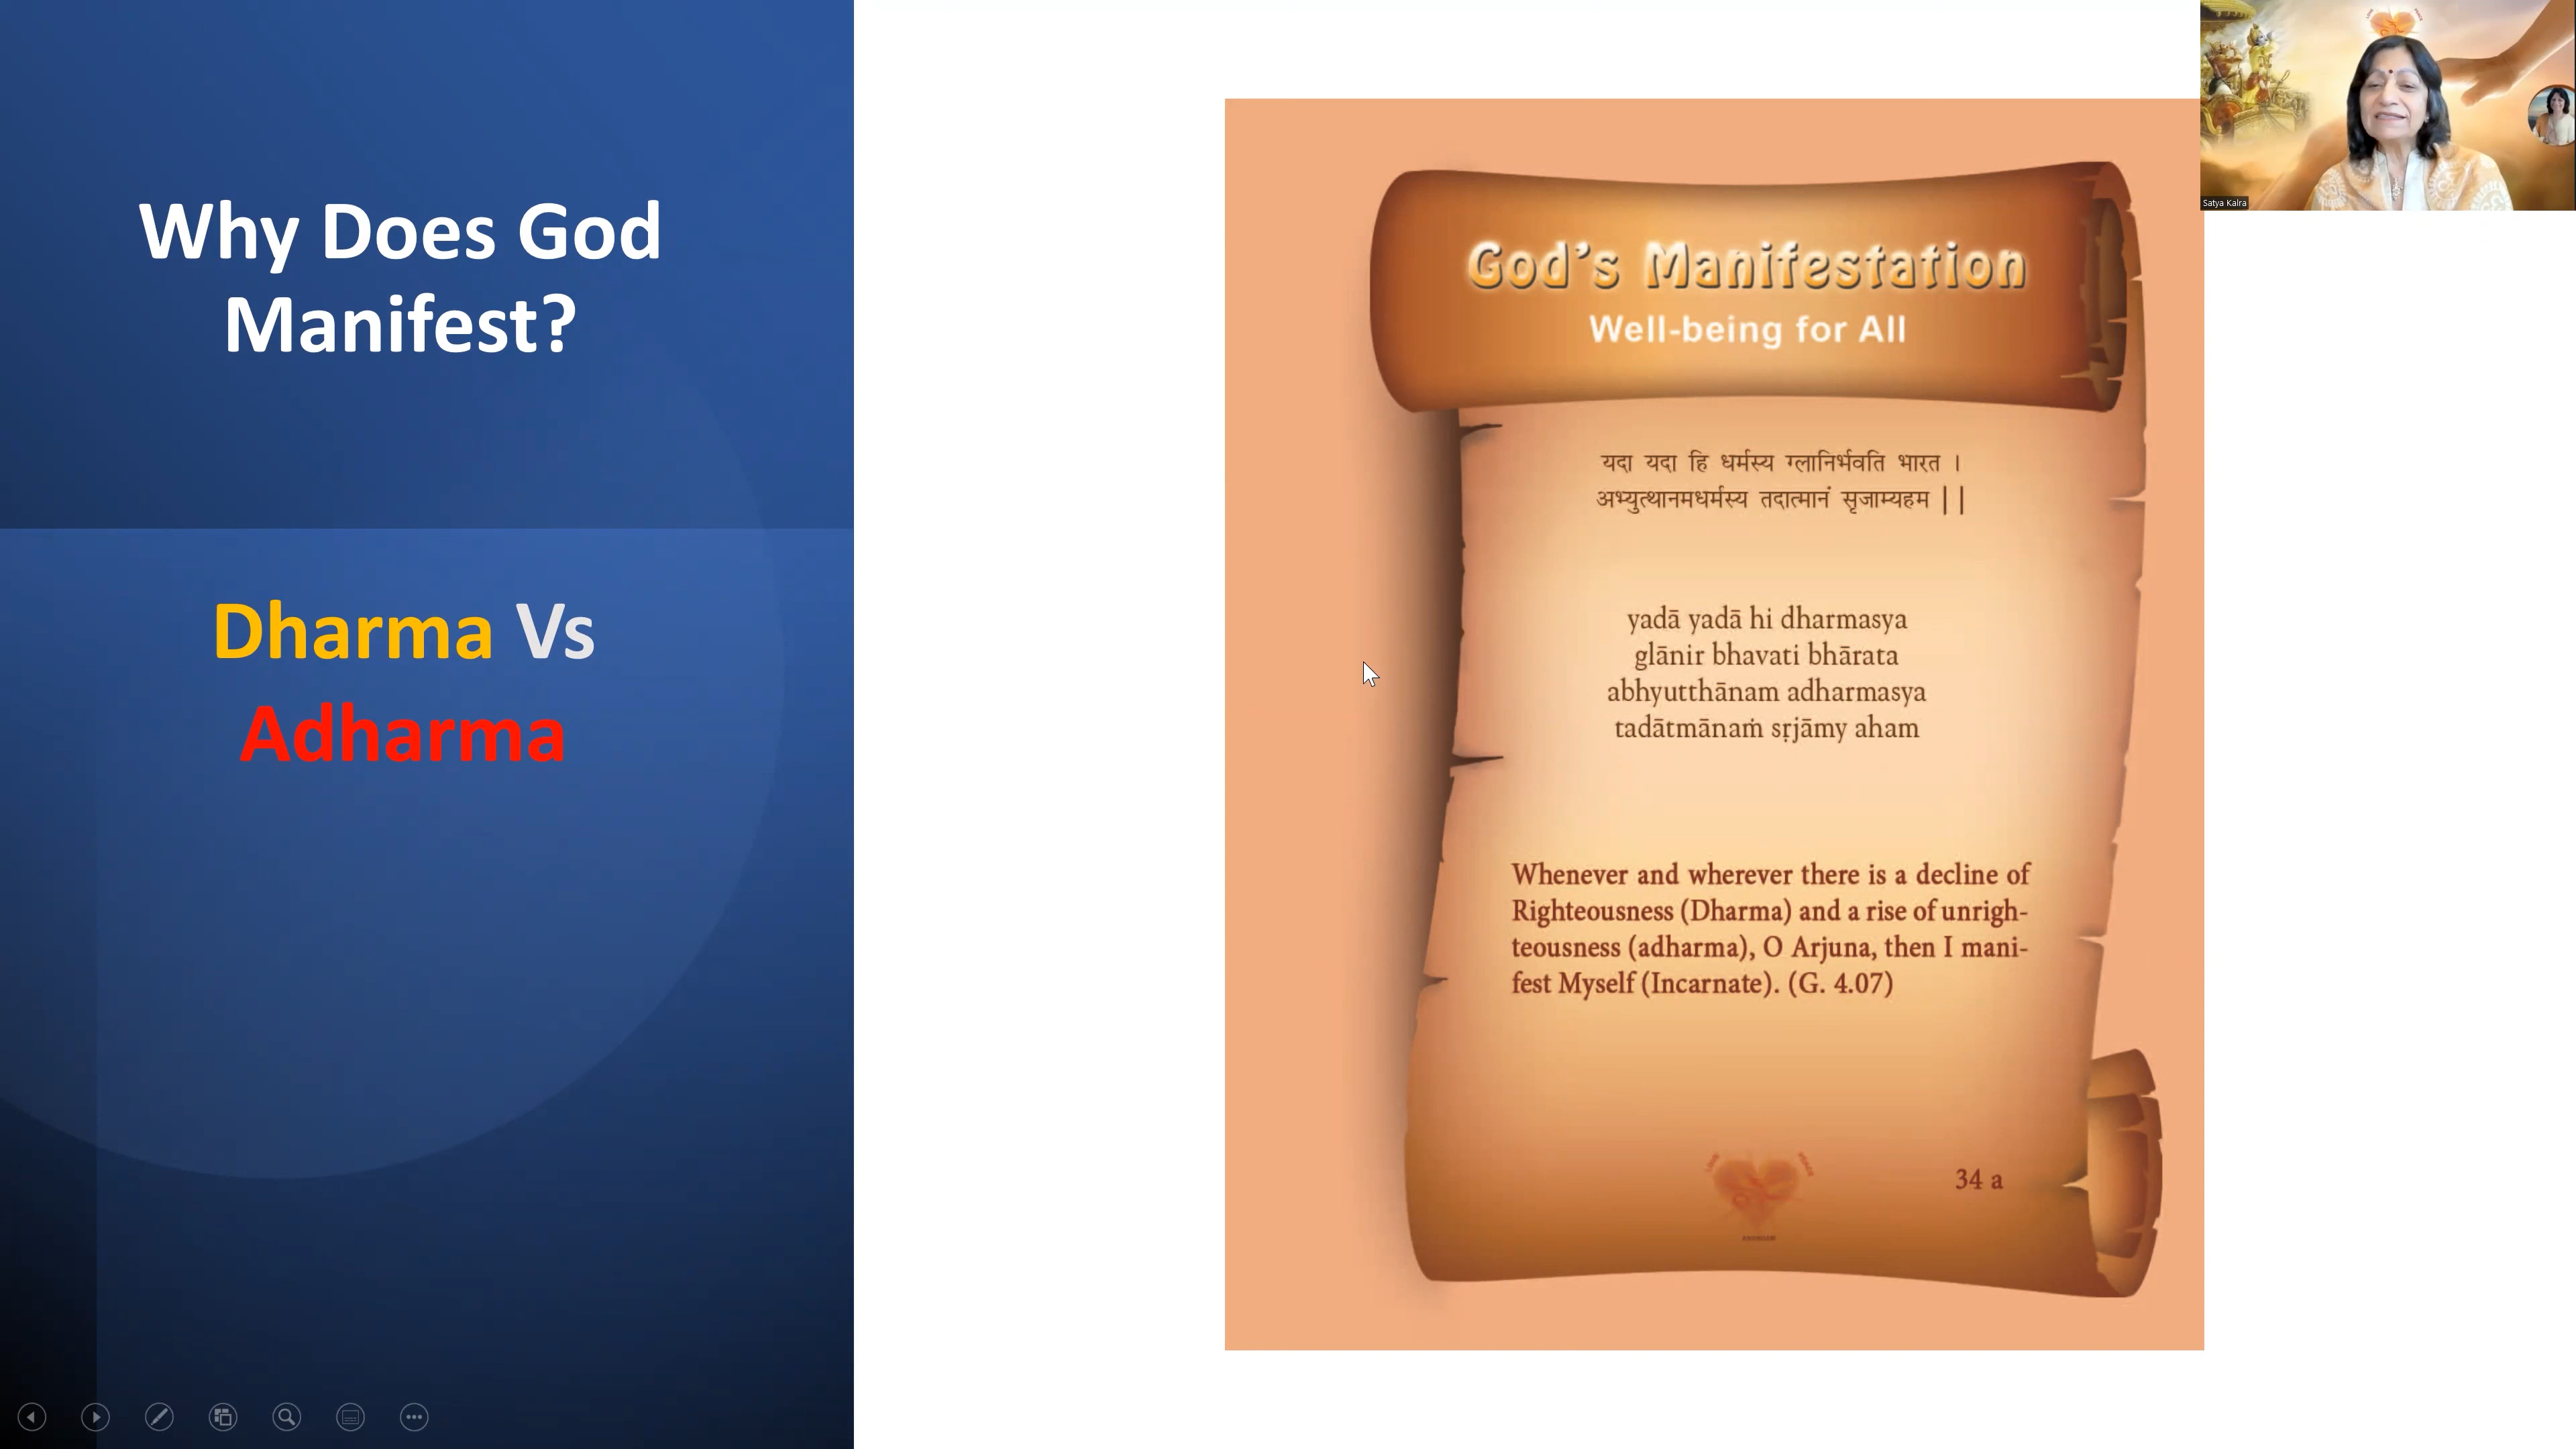 Why Does God
Manifest?
Dharma Vs
Adharma
God's Manifestation
Well-being for All
यदा यदा हि धर्मस्य ग्लानिर्भवति भारत ।
अभ्युत्थानमधर्मस्य तदात्मानं सृजाम्यहम ||
yadā yadā hi dharmasya
glānir bhavati bhārata
abhyutthānam adharmasya
tadātmānaṁ sṛjāmy aham
Whenever and wherever there is a decline of
Righteousness (Dharma) and a rise of unrigh-
teousness (adharma), O Arjuna, then I mani-
fest Myself (Incarnate). (G. 4.07)
34 a
Satya Kalra